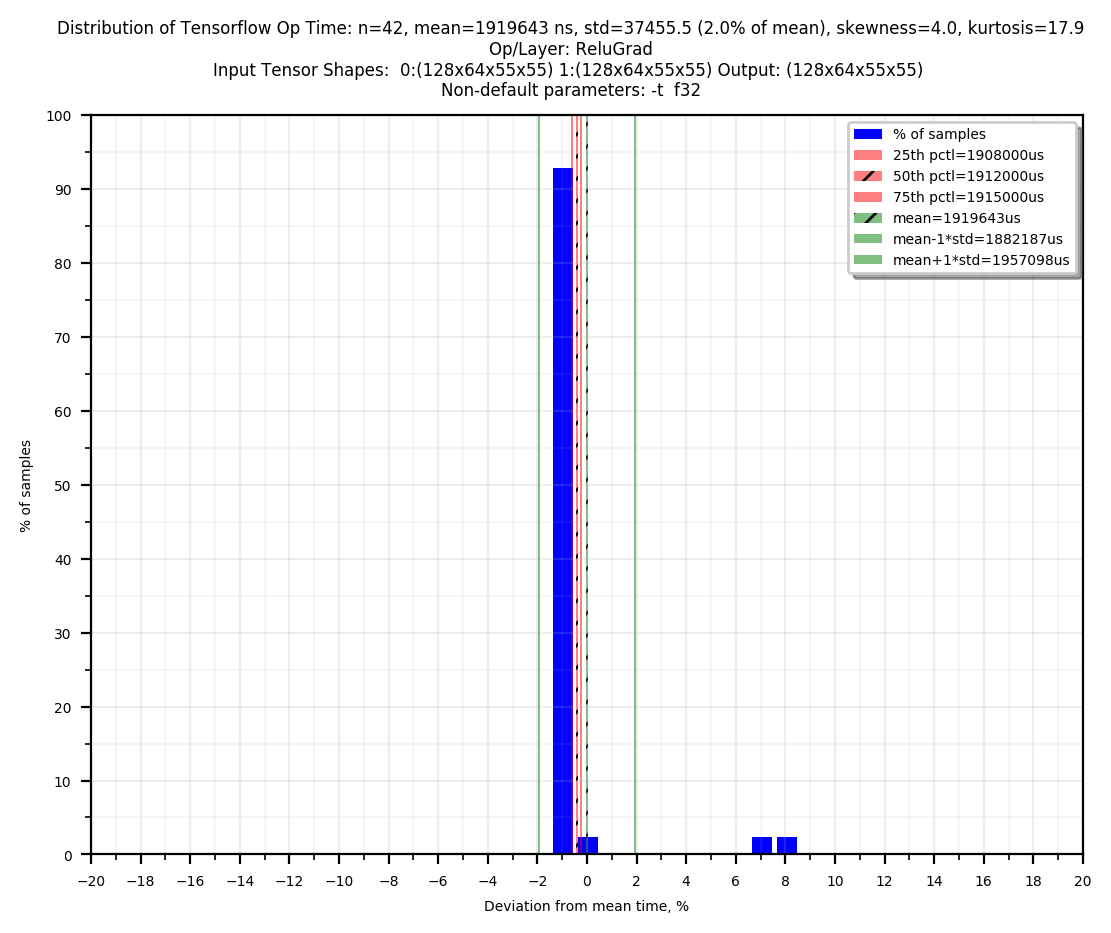 Distribution of Tensorflow Op Time: n=42, mean=1919643 ns, std=37455.5 (2.0% of mean), skewness=4.0, kurtosis=17.9
Op/Layer: ReluGrad
Input Tensor Shapes:  0:(128x64x55x55) 1:(128x64x55x55) Output: (128x64x55x55)
Non-default parameters: -t  f32
% of samples
25th pctl=1908000us
50th pctl=1912000us
75th pctl=1915000us
mean=1919643us
mean-1*std=1882187us
mean+1*std=1957098us
100
90
80
70
60
50
40
30
20
10
0
% of samples
−20 −18 −16 −14 −12 −10 −8 −6 −4 −2 0 2 4 6 8 10 12 14 16 18 20
Deviation from mean time, %